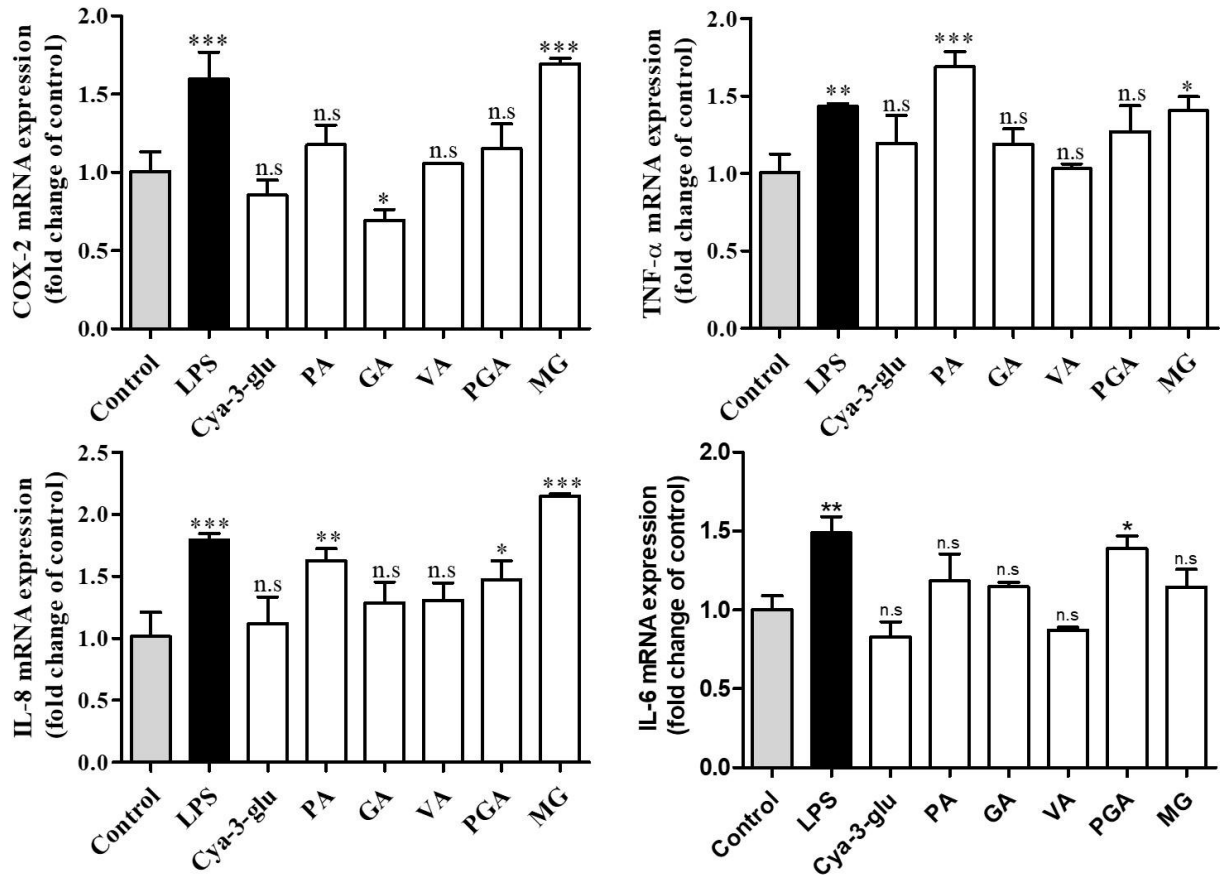 COX-2 mRNA expression
(fold change of control)
2.0
1.5
1.0
0.5
0.0
***
n.s
n.s
*
n.s
n.s
***
Control
LPS
Cya-3-glu
PA
GA
VA
PGA
MG
TNF-α mRNA expression
(fold change of control)
2.0
1.5
1.0
0.5
0.0
**
n.s
***
n.s
n.s
n.s
*
Control
LPS
Cya-3-glu
PA
GA
VA
PGA
MG
IL-8 mRNA expression
(fold change of control)
2.5
2.0
1.5
1.0
0.5
0.0
***
n.s
**
n.s
n.s
*
***
Control
LPS
Cya-3-glu
PA
GA
VA
PGA
MG
IL-6 mRNA expression
(fold change of control)
2.0
1.5
1.0
0.5
0.0
**
n.s
n.s
n.s
n.s
*
n.s
Control
LPS
Cya-3-glu
PA
GA
VA
PGA
MG